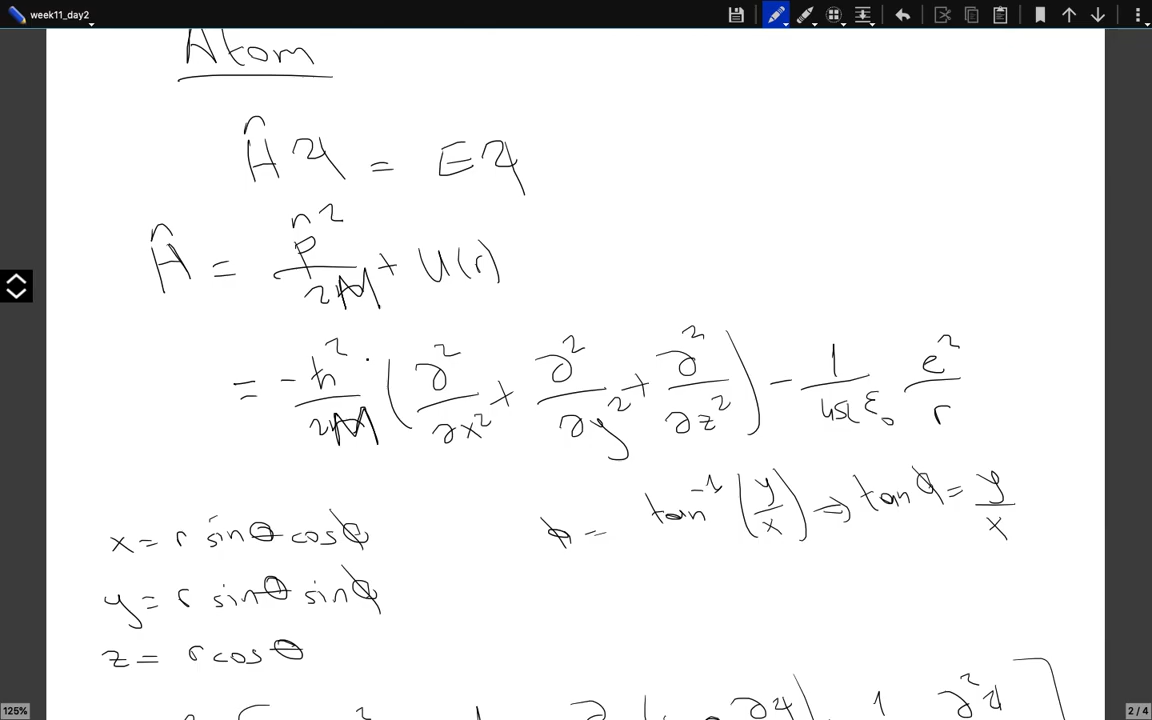 week11_day2
Atom
Ĥψ = Eψ
Ĥ = p̂²/2M + U(r)
= -ħ²/2M (∂²/∂x² + ∂²/∂y² + ∂²/∂z²) - 1/4πε₀ e²/r
ϕ = tan⁻¹(y/x) ⇒ tanϕ = y/x
x = r sinθ cosϕ
y = r sinθ sinϕ
z = r cosθ
125%
2 / 4